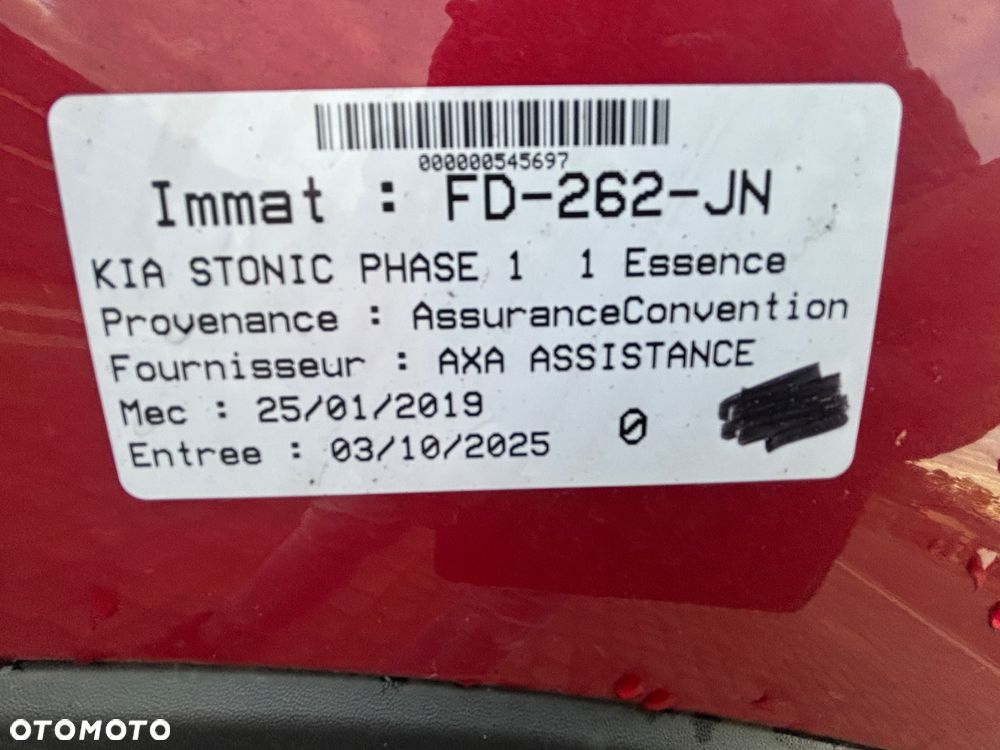 000000545697
Immat : FD-262-JN
KIA STONIC PHASE 1 1 Essence
Provenance : AssuranceConvention
Fournisseur : AXA ASSISTANCE
Mec : 25/01/2019
Entree : 03/10/2025 0
OTOMOTO